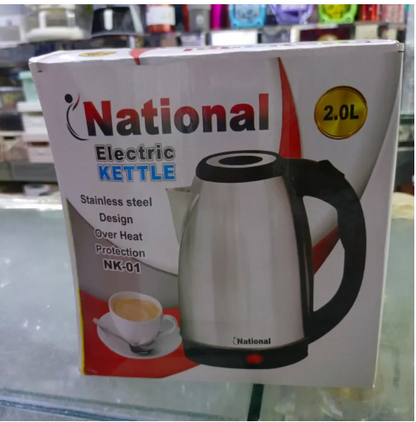 National
2.0L
Electric
KETTLE
Stainless steel
Design
Over Heat
Protection
NK-01
National